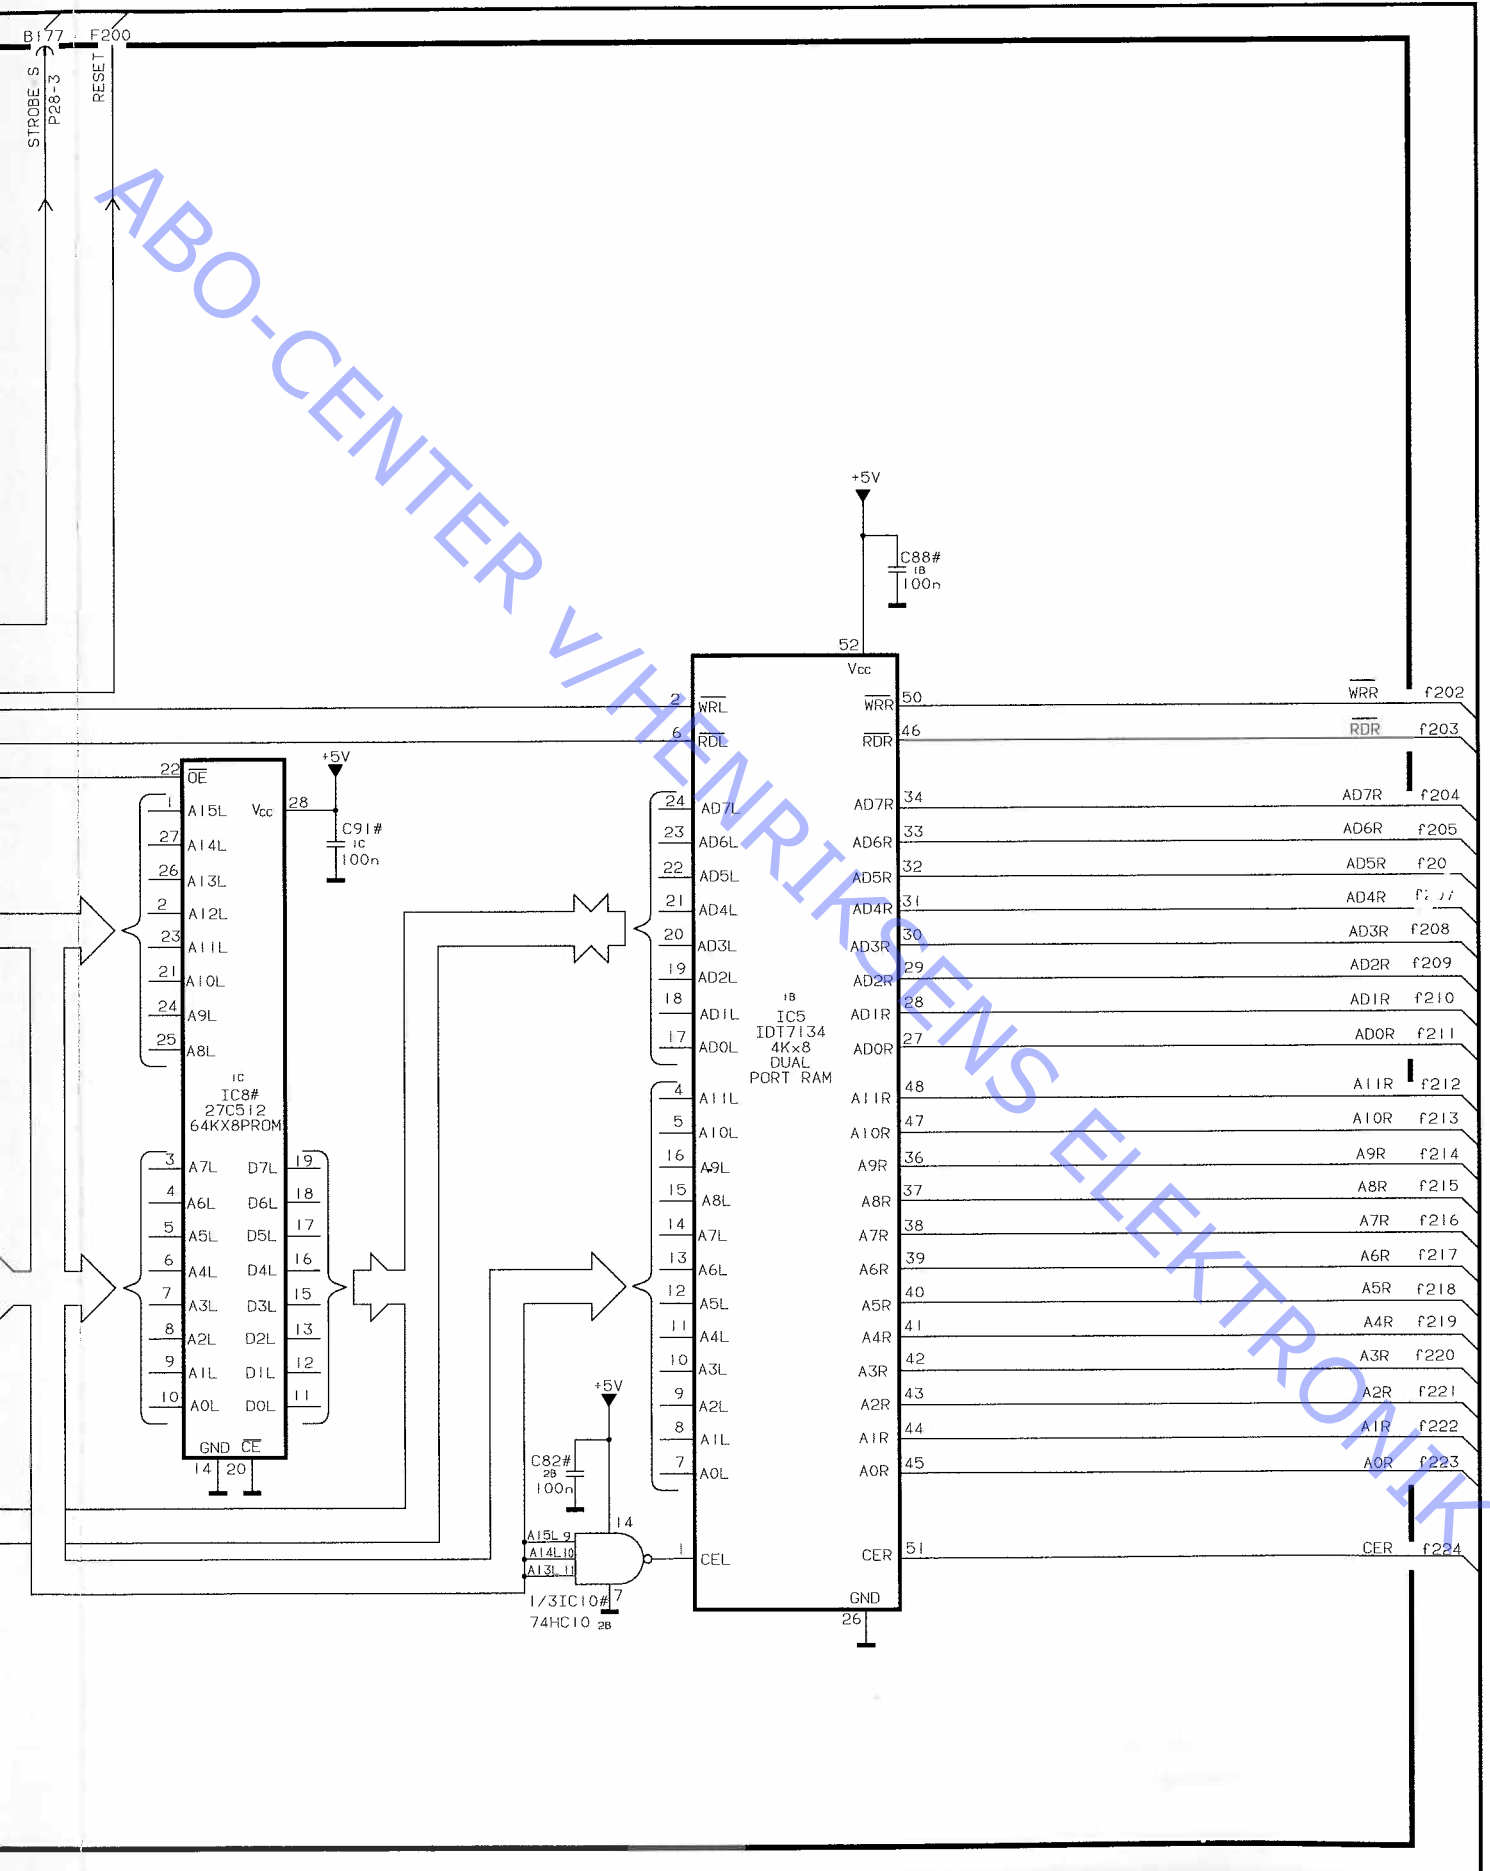 B177 F200
STROBE S
P28-3
RESET
ABO-CENTER v/HENRIKSENS ELEKTRONIK
+5V
C88#
1B
100n
52
Vcc
2 WRL WRR 50 WRR f202
6 RDL RDR 46 RDR f203
22 OE
+5V
1 A15L Vcc 28
C91#
1C
100n
27 A14L
26 A13L
2 A12L
23 A11L
21 A10L
24 A9L
25 A8L
1C
IC8#
27C512
64KX8PROM
3 A7L D7L 19
4 A6L D6L 18
5 A5L D5L 17
6 A4L D4L 16
7 A3L D3L 15
8 A2L D2L 13
9 A1L D1L 12
10 A0L D0L 11
GND CE
14 20
24 AD7L AD7R 34 AD7R f204
23 AD6L AD6R 33 AD6R f205
22 AD5L AD5R 32 AD5R f20
21 AD4L AD4R 31 AD4R
20 AD3L AD3R 30 AD3R f208
19 AD2L AD2R 29 AD2R f209
18 AD1L AD1R 28 AD1R f210
17 AD0L AD0R 27 AD0R f211
1B
IC5
IDT7134
4Kx8
DUAL
PORT RAM
4 A11L A11R 48 A11R f212
5 A10L A10R 47 A10R f213
16 A9L A9R 36 A9R f214
15 A8L A8R 37 A8R f215
14 A7L A7R 38 A7R f216
13 A6L A6R 39 A6R f217
12 A5L A5R 40 A5R f218
11 A4L A4R 41 A4R f219
10 A3L A3R 42 A3R f220
9 A2L A2R 43 A2R f221
8 A1L A1R 44 A1R f222
7 A0L A0R 45 A0R f223
+5V
C82#
2B
100n
14
A15L 9
A14L 10
A13L 11
7
1/3IC10#
74HC10 2B
1 CEL CER 51 CER f224
GND
26